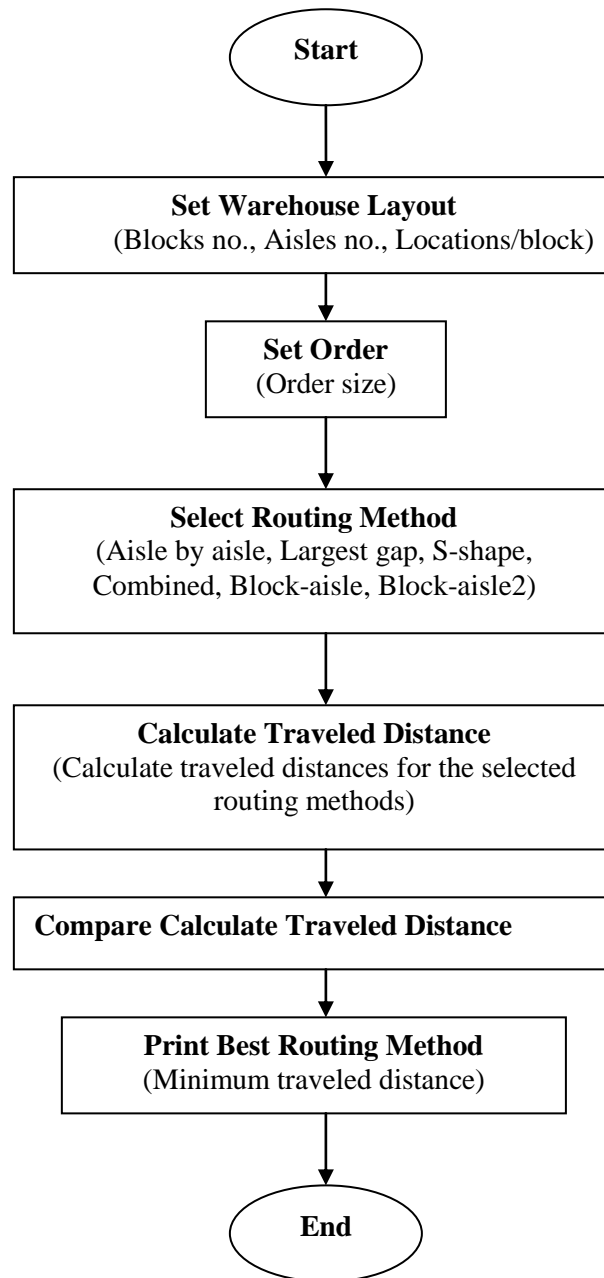 Start
Set Warehouse Layout
(Blocks no., Aisles no., Locations/block)
Set Order
(Order size)
Select Routing Method
(Aisle by aisle, Largest gap, S-shape,
Combined, Block-aisle, Block-aisle2)
Calculate Traveled Distance
(Calculate traveled distances for the selected
routing methods)
Compare Calculate Traveled Distance
Print Best Routing Method
(Minimum traveled distance)
End